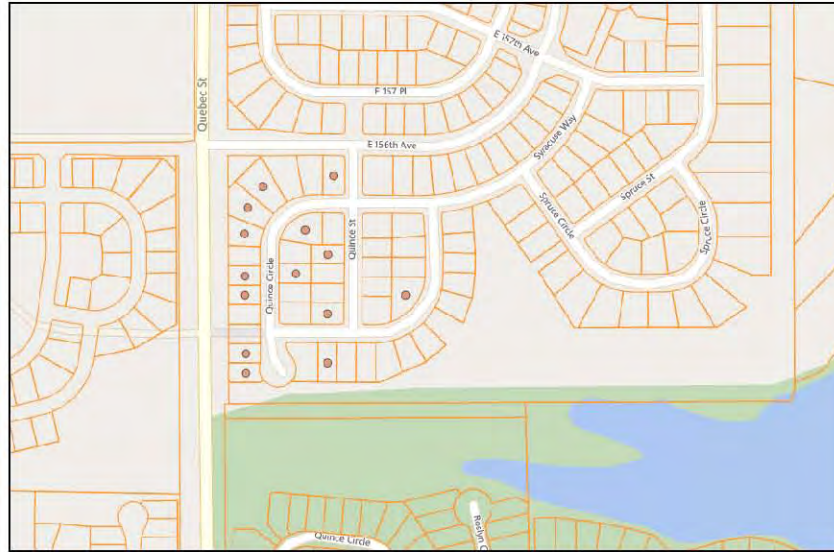 E 157th Ave
Quebec St
E 157 Pl
E 156th Ave
Syracuse Way
Spruce St
Spruce Circle
Spruce Circle
Quince St
Quince Circle
Quince Circle